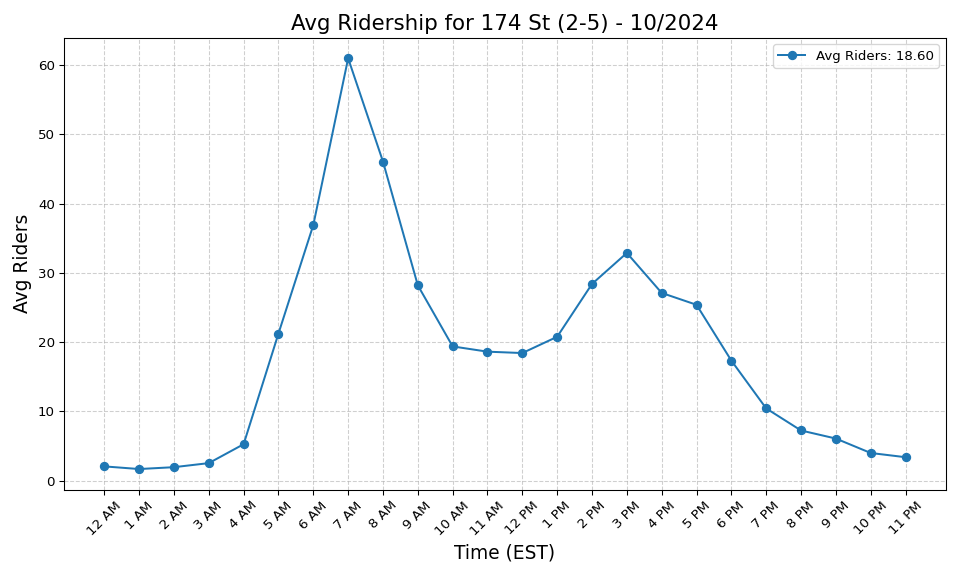 Avg Ridership for 174 St (2-5) - 10/2024
Avg Riders: 18.60
Avg Riders
60
50
40
30
20
10
0
12 AM
1 AM
2 AM
3 AM
4 AM
5 AM
6 AM
7 AM
8 AM
9 AM
10 AM
11 AM
12 PM
1 PM
2 PM
3 PM
4 PM
5 PM
6 PM
7 PM
8 PM
9 PM
10 PM
11 PM
Time (EST)